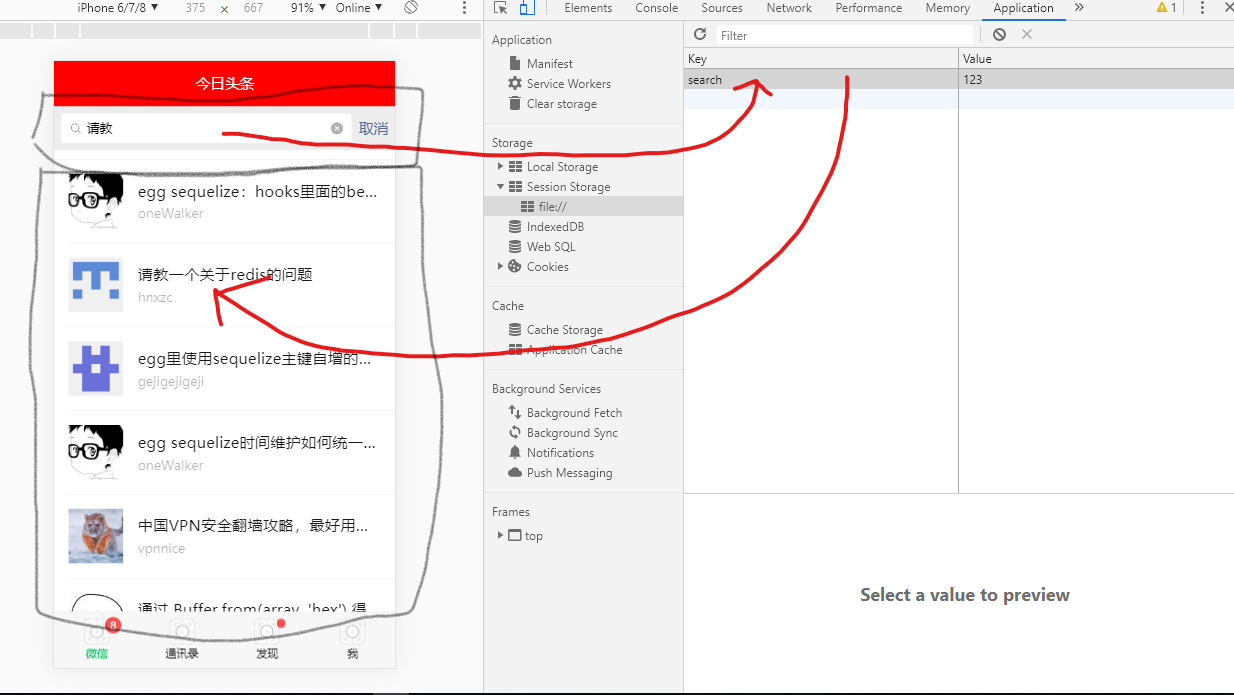 iPhone 6/7/8 ▼ 375 × 667 91% ▼ Online ▼
Elements Console Sources Network Performance Memory Application » 1
今日头条
请教 取消
egg sequelize：hooks里面的be...
oneWalker
请教一个关于redis的问题
hnxzc
egg里使用sequelize主键自增的...
gejigejigeji
egg sequelize时间维护如何统一...
oneWalker
中国VPN安全翻墙攻略，最好用...
vpnnice
通过 Buffer.from(array, 'hex') 得
8
微信 通讯录 发现 我
Application
Manifest
Service Workers
Clear storage
Storage
Local Storage
Session Storage
file://
IndexedDB
Web SQL
Cookies
Cache
Cache Storage
Application Cache
Background Services
Background Fetch
Background Sync
Notifications
Push Messaging
Frames
top
Filter
Key Value
search 123
Select a value to preview